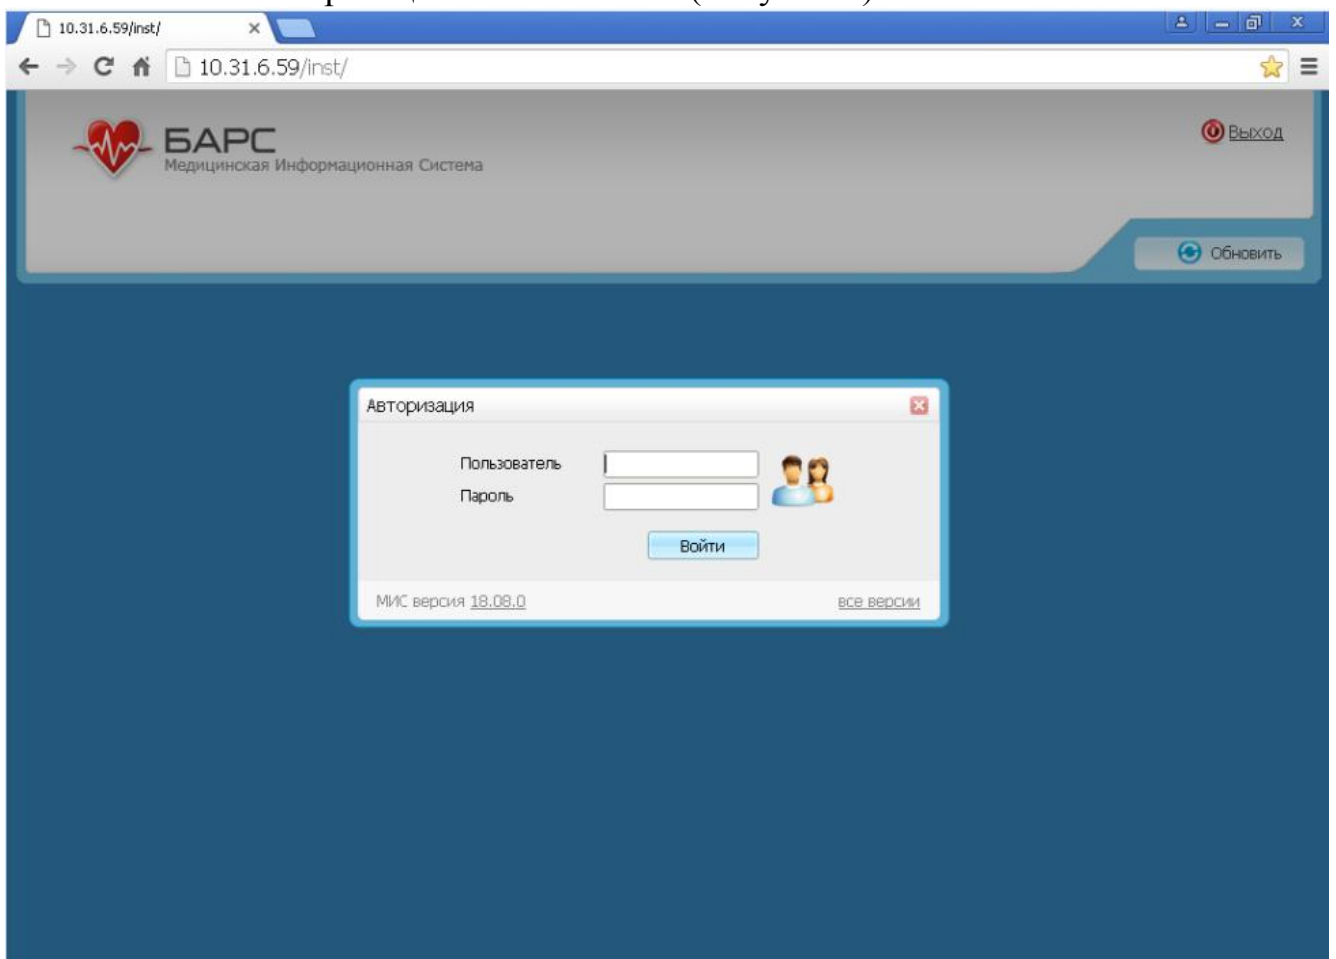 10.31.6.59/inst/
10.31.6.59/inst/
БАРС
Медицинская Информационная Система
Выход
Обновить
Авторизация
Пользователь
Пароль
Войти
МИС версия 18.08.0
все версии